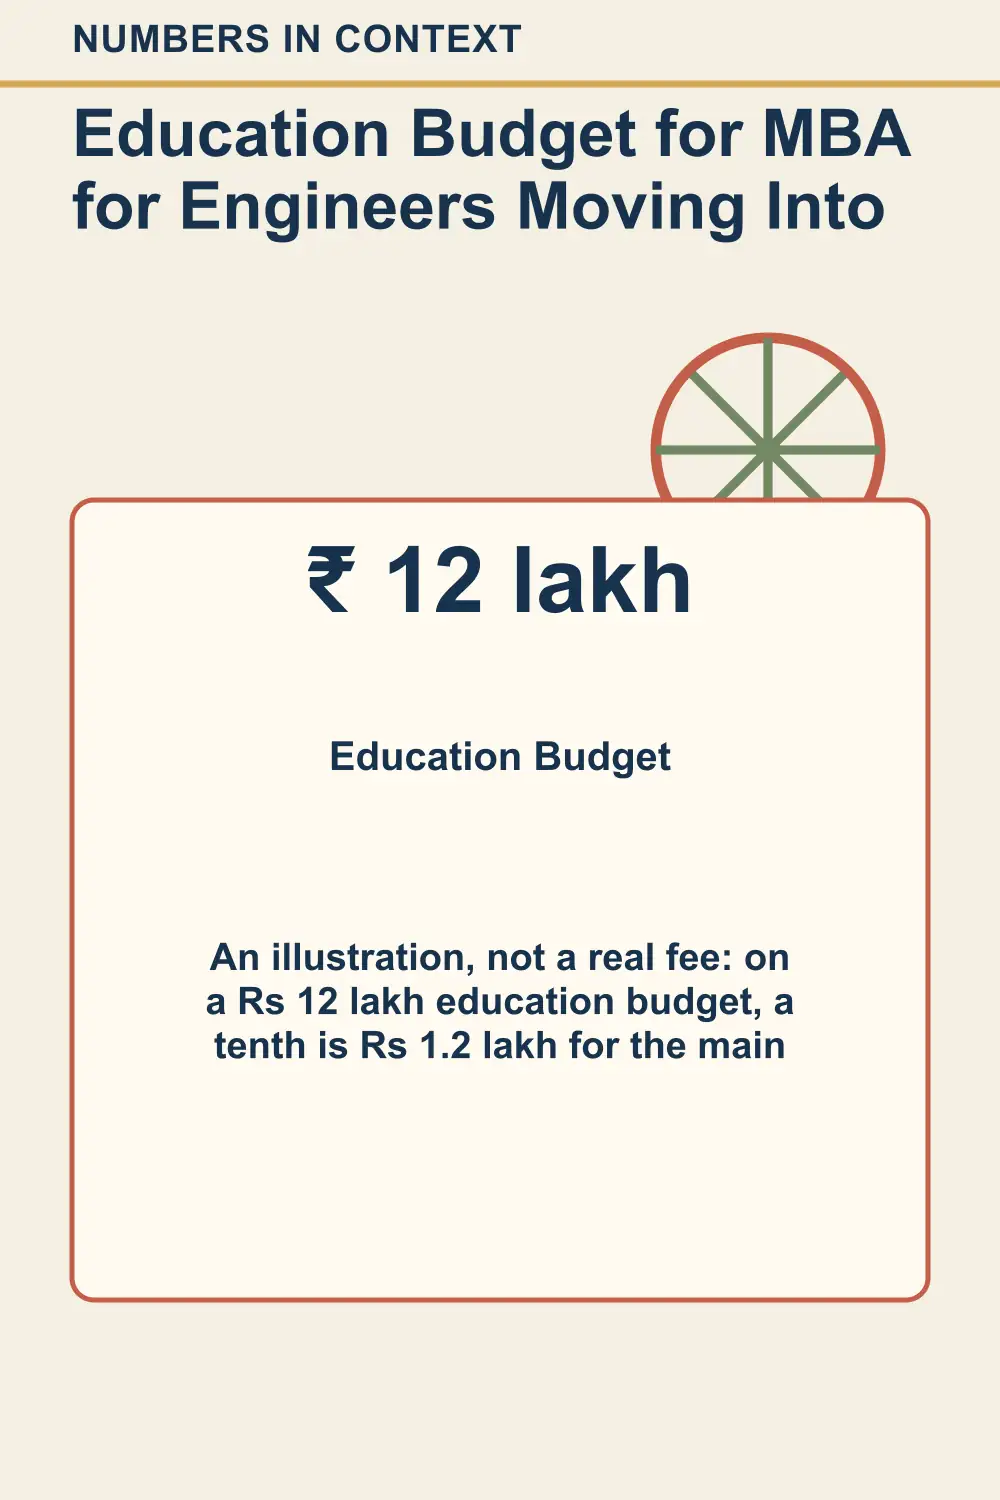 NUMBERS IN CONTEXT
Education Budget for MBA
for Engineers Moving Into
₹ 12 lakh
Education Budget
An illustration, not a real fee: on
a Rs 12 lakh education budget, a
tenth is Rs 1.2 lakh for the main